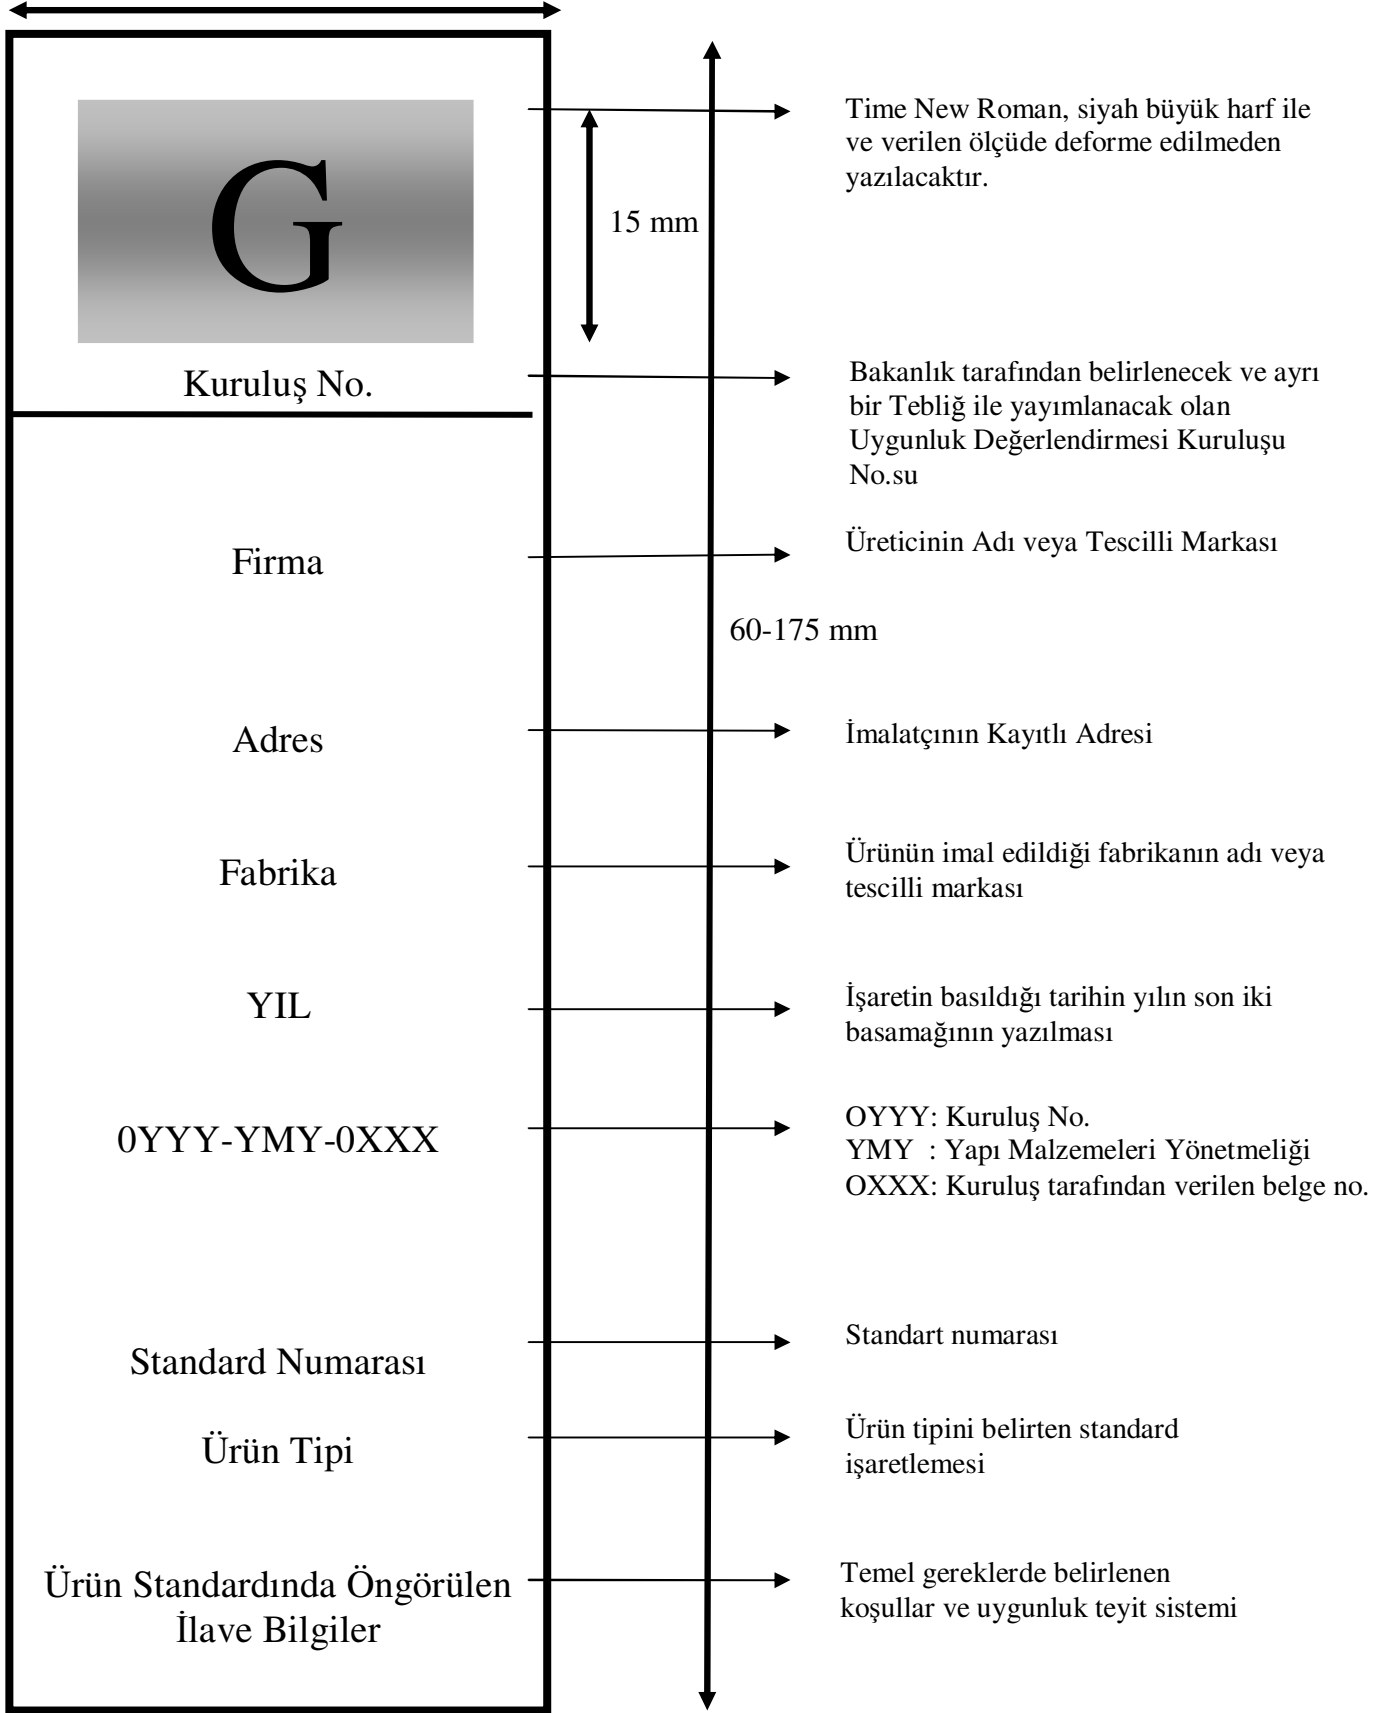 G
Time New Roman, siyah büyük harf ile
ve verilen ölçüde deforme edilmeden
yazılacaktır.
15 mm
Kuruluş No.
Bakanlık tarafından belirlenecek ve ayrı
bir Tebliğ ile yayımlanacak olan
Uygunluk Değerlendirmesi Kuruluşu
No.su
Firma
Üreticinin Adı veya Tescilli Markası
60-175 mm
Adres
İmalatçının Kayıtlı Adresi
Fabrika
Ürünün imal edildiği fabrikanın adı veya
tescilli markası
YIL
İşaretin basıldığı tarihin yılın son iki
basamağının yazılması
0YYY-YMY-0XXX
OYYY: Kuruluş No.
YMY : Yapı Malzemeleri Yönetmeliği
OXXX: Kuruluş tarafından verilen belge no.
Standard Numarası
Standart numarası
Ürün Tipi
Ürün tipini belirten standard
işaretlemesi
Ürün Standardında Öngörülen
İlave Bilgiler
Temel gereklerde belirlenen
koşullar ve uygunluk teyit sistemi